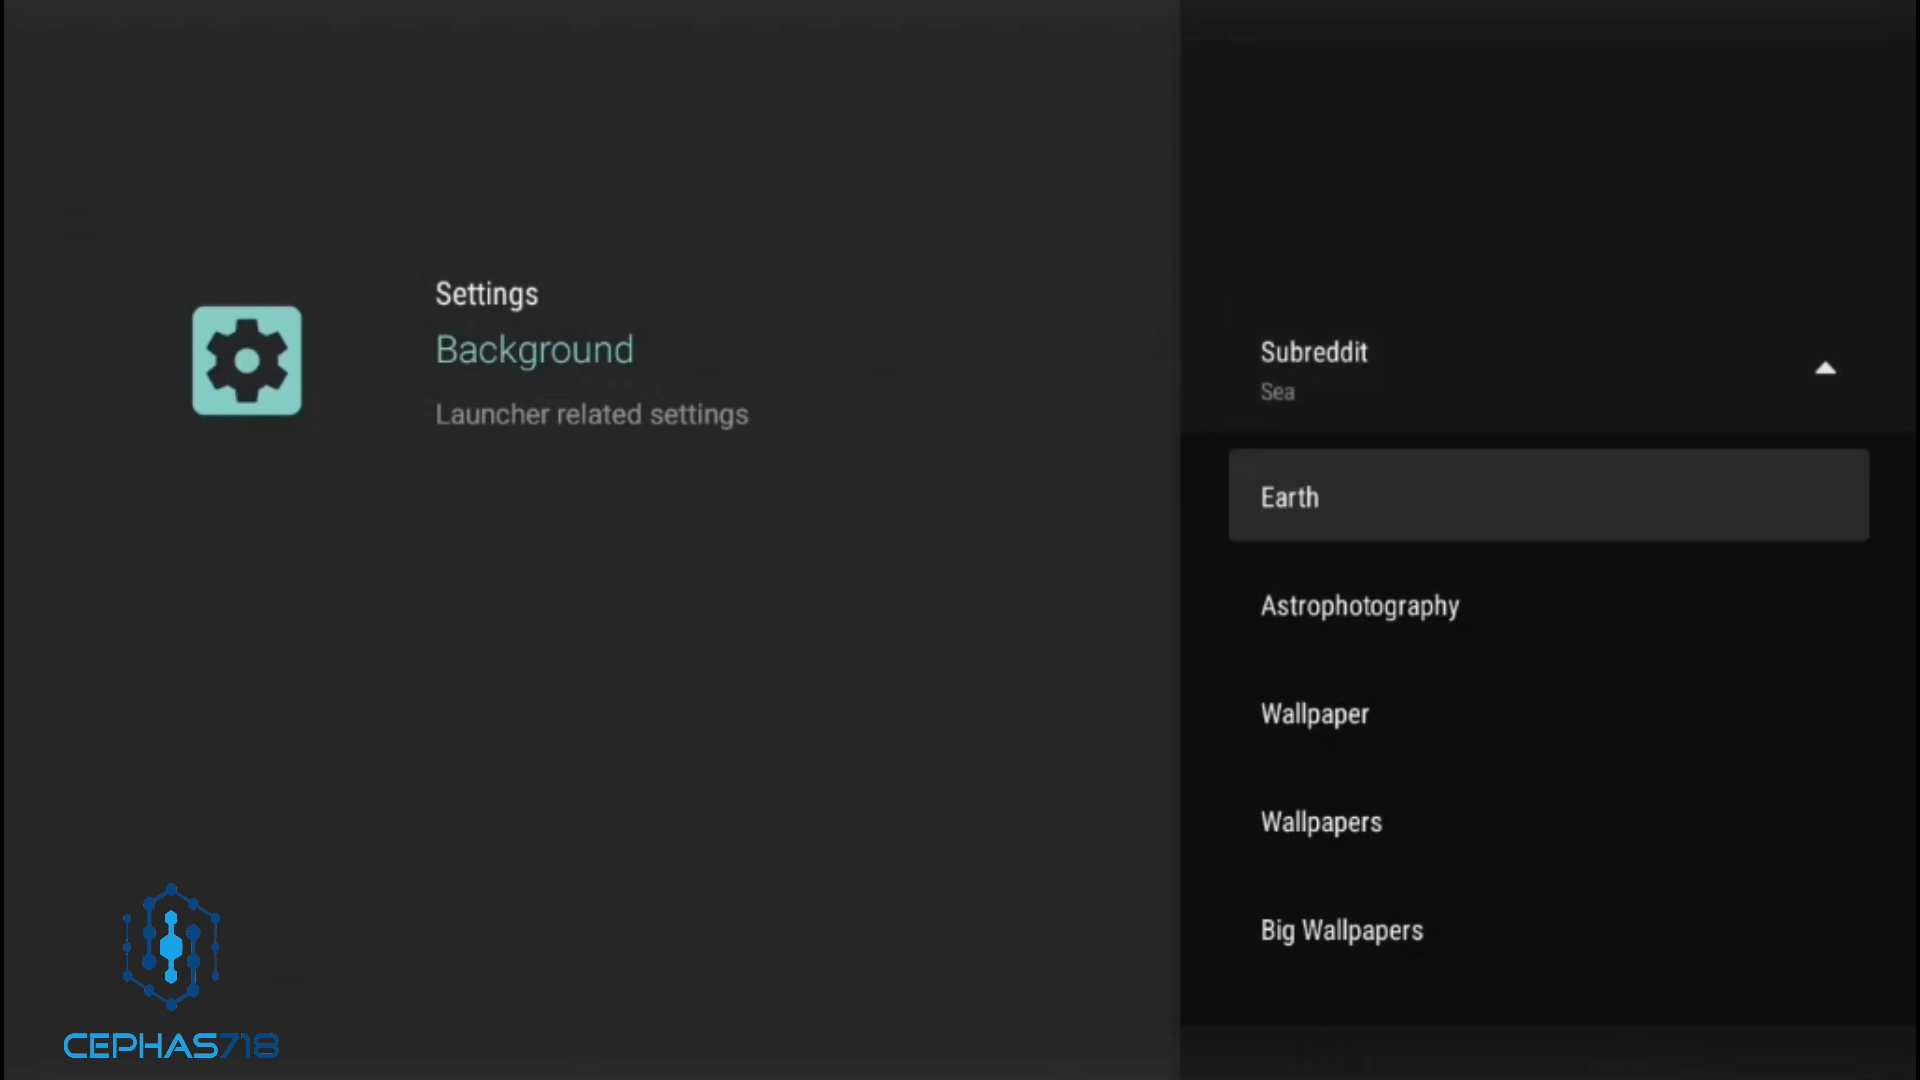 Settings
Background
Launcher related settings
Subreddit
Sea
Earth
Astrophotography
Wallpaper
Wallpapers
Big Wallpapers
CEPHAS718